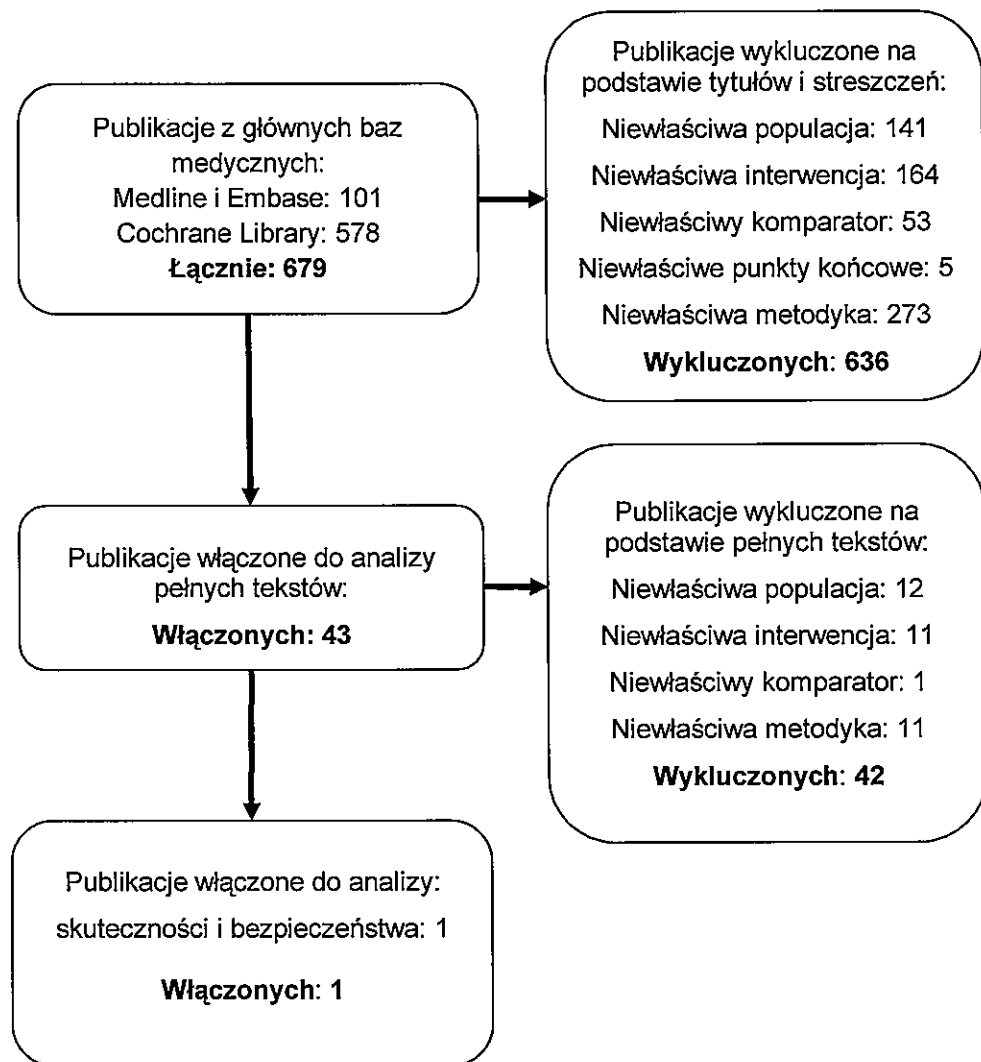 Publikacje z głównych baz
medycznych:
Medline i Embase: 101
Cochrane Library: 578
Łącznie: 679
Publikacje wykluczone na
podstawie tytułów i streszczeń:
Niewłaściwa populacja: 141
Niewłaściwa interwencja: 164
Niewłaściwy komparator: 53
Niewłaściwe punkty końcowe: 5
Niewłaściwa metodyka: 273
Wykluczonych: 636
Publikacje włączone do analizy
pełnych tekstów:
Włączonych: 43
Publikacje wykluczone na
podstawie pełnych tekstów:
Niewłaściwa populacja: 12
Niewłaściwa interwencja: 11
Niewłaściwy komparator: 1
Niewłaściwa metodyka: 11
Wykluczonych: 42
Publikacje włączone do analizy:
skuteczności i bezpieczeństwa: 1
Włączonych: 1